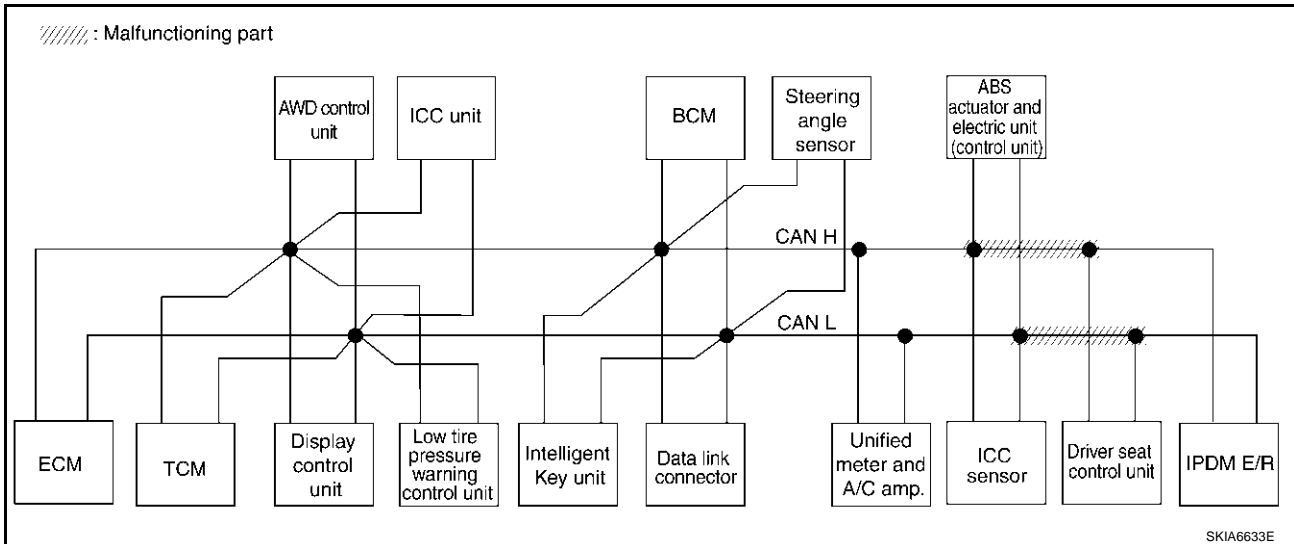 : Malfunctioning part
AWD control
unit
ICC unit
BCM
Steering
angle
sensor
ABS
actuator and
electric unit
(control unit)
CAN H
CAN L
ECM
TCM
Display
control
unit
Low tire
pressure
warning
control unit
Intelligent
Key unit
Data link
connector
Unified
meter and
A/C amp.
ICC
sensor
Driver seat
control unit
IPDM E/R
SKIA6633E